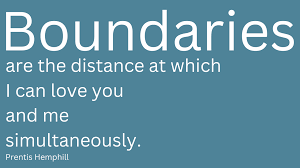 Boundaries
are the distance at which
I can love you
and me
simultaneously.
Prentis Hemphill